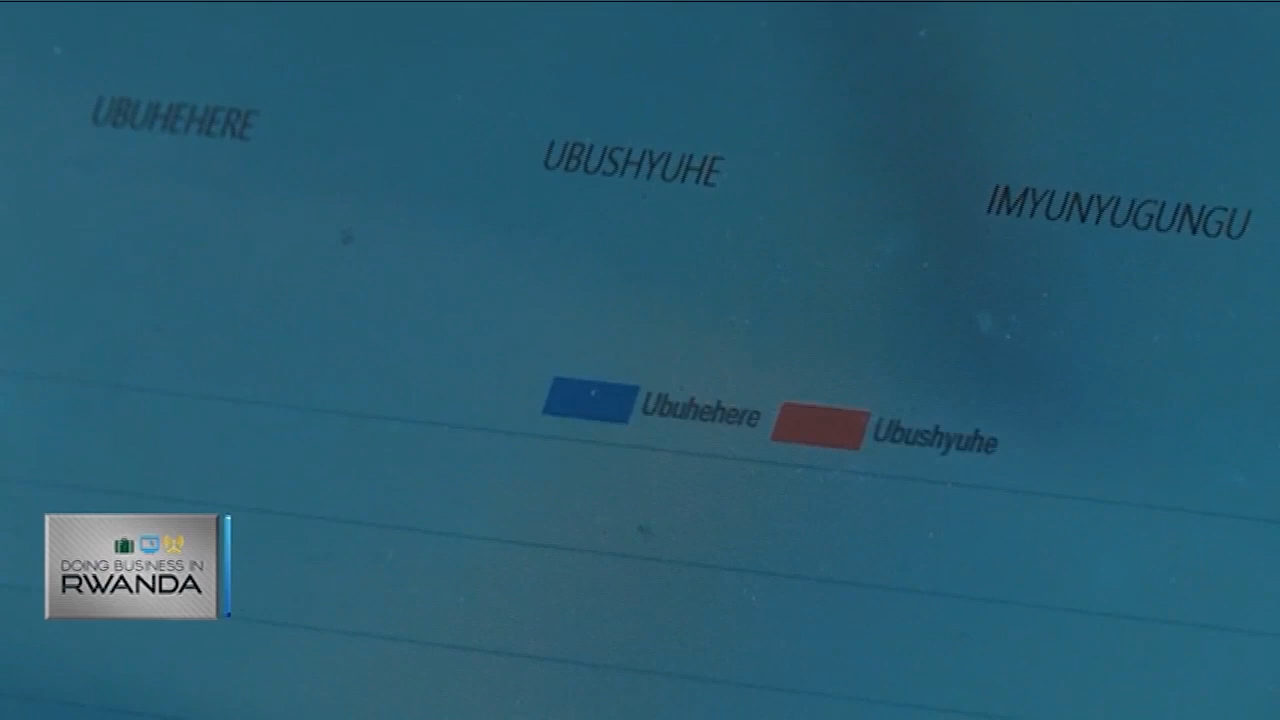 UBUHEHERE
UBUSHYUHE
IMYUNYUGUNGU
Ubuhehere
Ubushyuhe
DOING BUSINESS IN
RWANDA